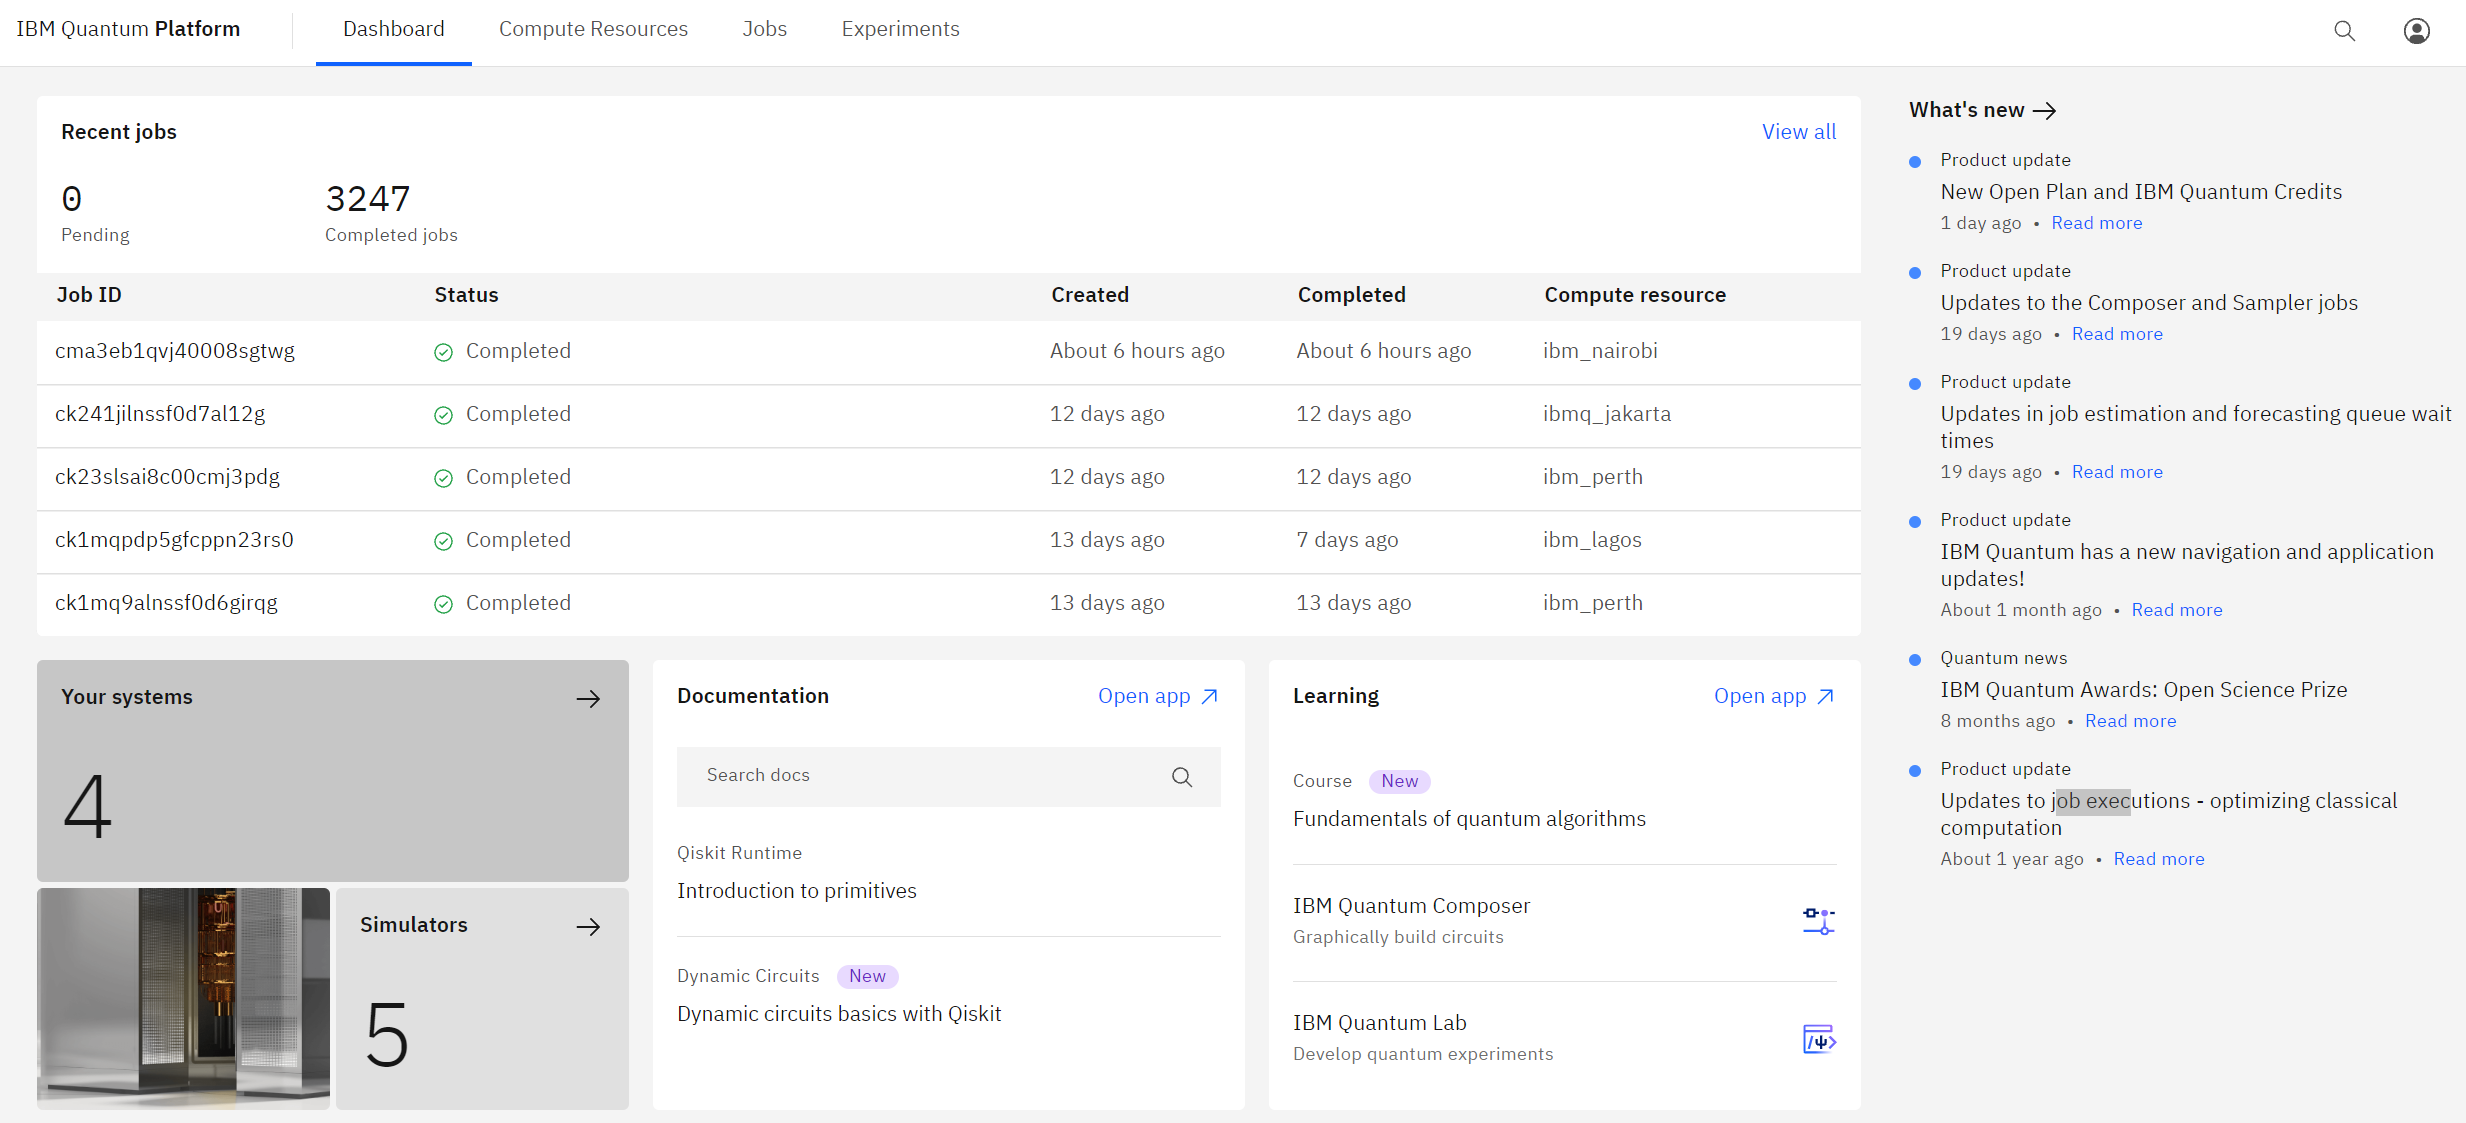 IBM Quantum Platform
Dashboard
Compute Resources
Jobs
Experiments
Recent jobs
View all
0
Pending
3247
Completed jobs
Job ID Status Created Completed Compute resource
cma3eb1qvj40008sgtwg Completed About 6 hours ago About 6 hours ago ibm_nairobi
ck241jilnssf0d7al12g Completed 12 days ago 12 days ago ibmq_jakarta
ck23slsai8c00cmj3pdg Completed 12 days ago 12 days ago ibm_perth
ck1mqpdp5gfcppn23rs0 Completed 13 days ago 7 days ago ibm_lagos
ck1mq9alnssf0d6girqg Completed 13 days ago 13 days ago ibm_perth
Your systems
4
Simulators
5
Documentation
Open app
Search docs
Qiskit Runtime
Introduction to primitives
Dynamic Circuits New
Dynamic circuits basics with Qiskit
Learning
Open app
Course New
Fundamentals of quantum algorithms
IBM Quantum Composer
Graphically build circuits
IBM Quantum Lab
Develop quantum experiments
What's new
Product update
New Open Plan and IBM Quantum Credits
1 day ago • Read more
Product update
Updates to the Composer and Sampler jobs
19 days ago • Read more
Product update
Updates in job estimation and forecasting queue wait
times
19 days ago • Read more
Product update
IBM Quantum has a new navigation and application
updates!
About 1 month ago • Read more
Quantum news
IBM Quantum Awards: Open Science Prize
8 months ago • Read more
Product update
Updates to job executions - optimizing classical
computation
About 1 year ago • Read more